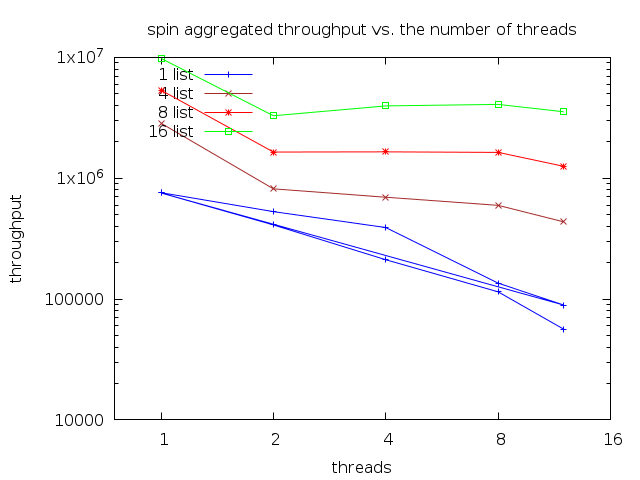 spin aggregated throughput vs. the number of threads
1x10^7
1 list
4 list
8 list
16 list
1x10^6
throughput
100000
10000
1 2 4 8 16
threads